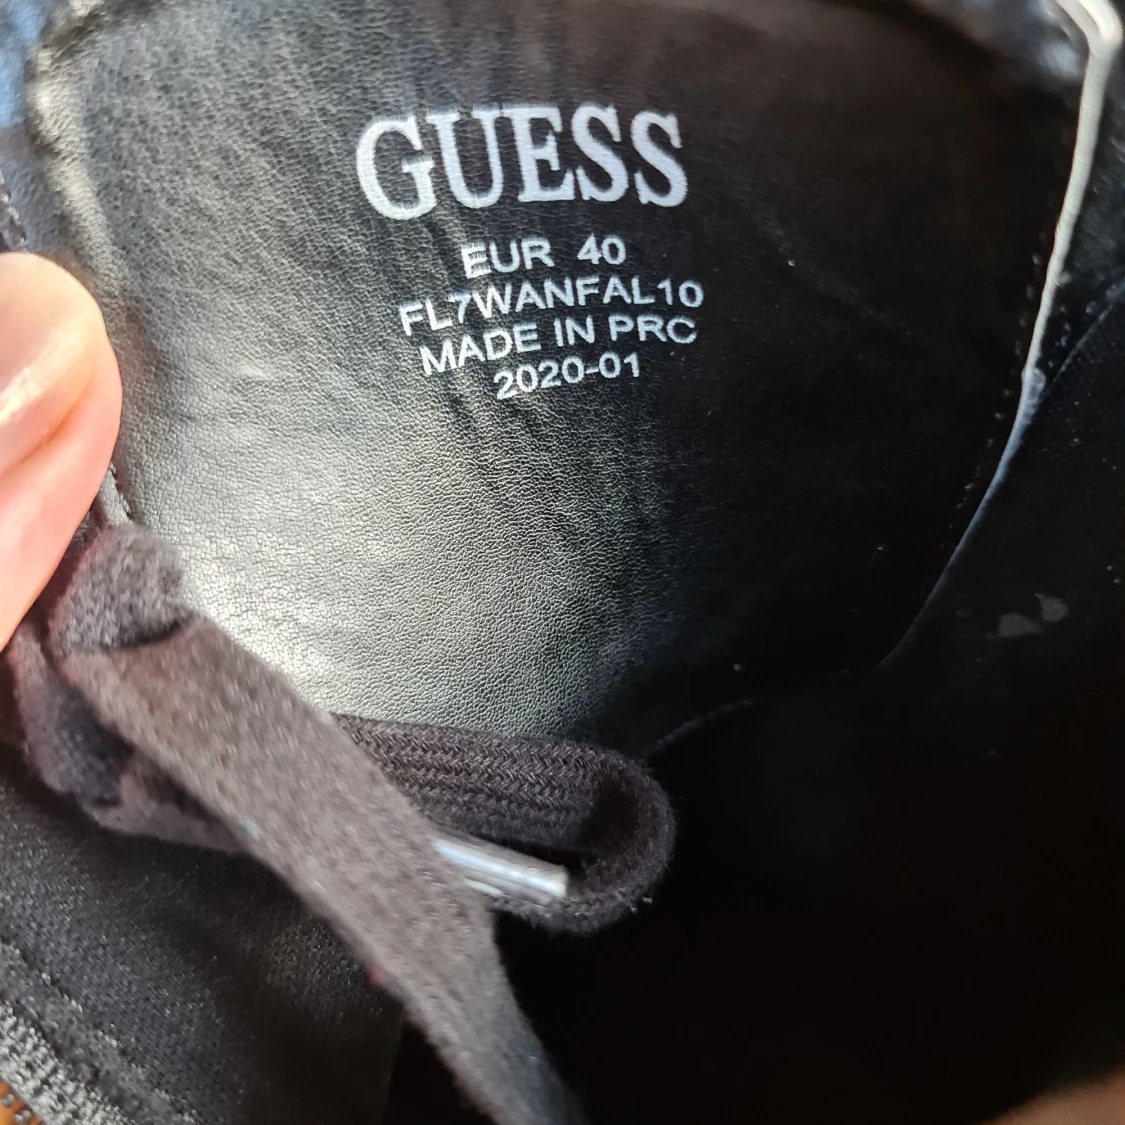 GUESS
EUR 40
FL7WANFAL10
MADE IN PRC
2020-01